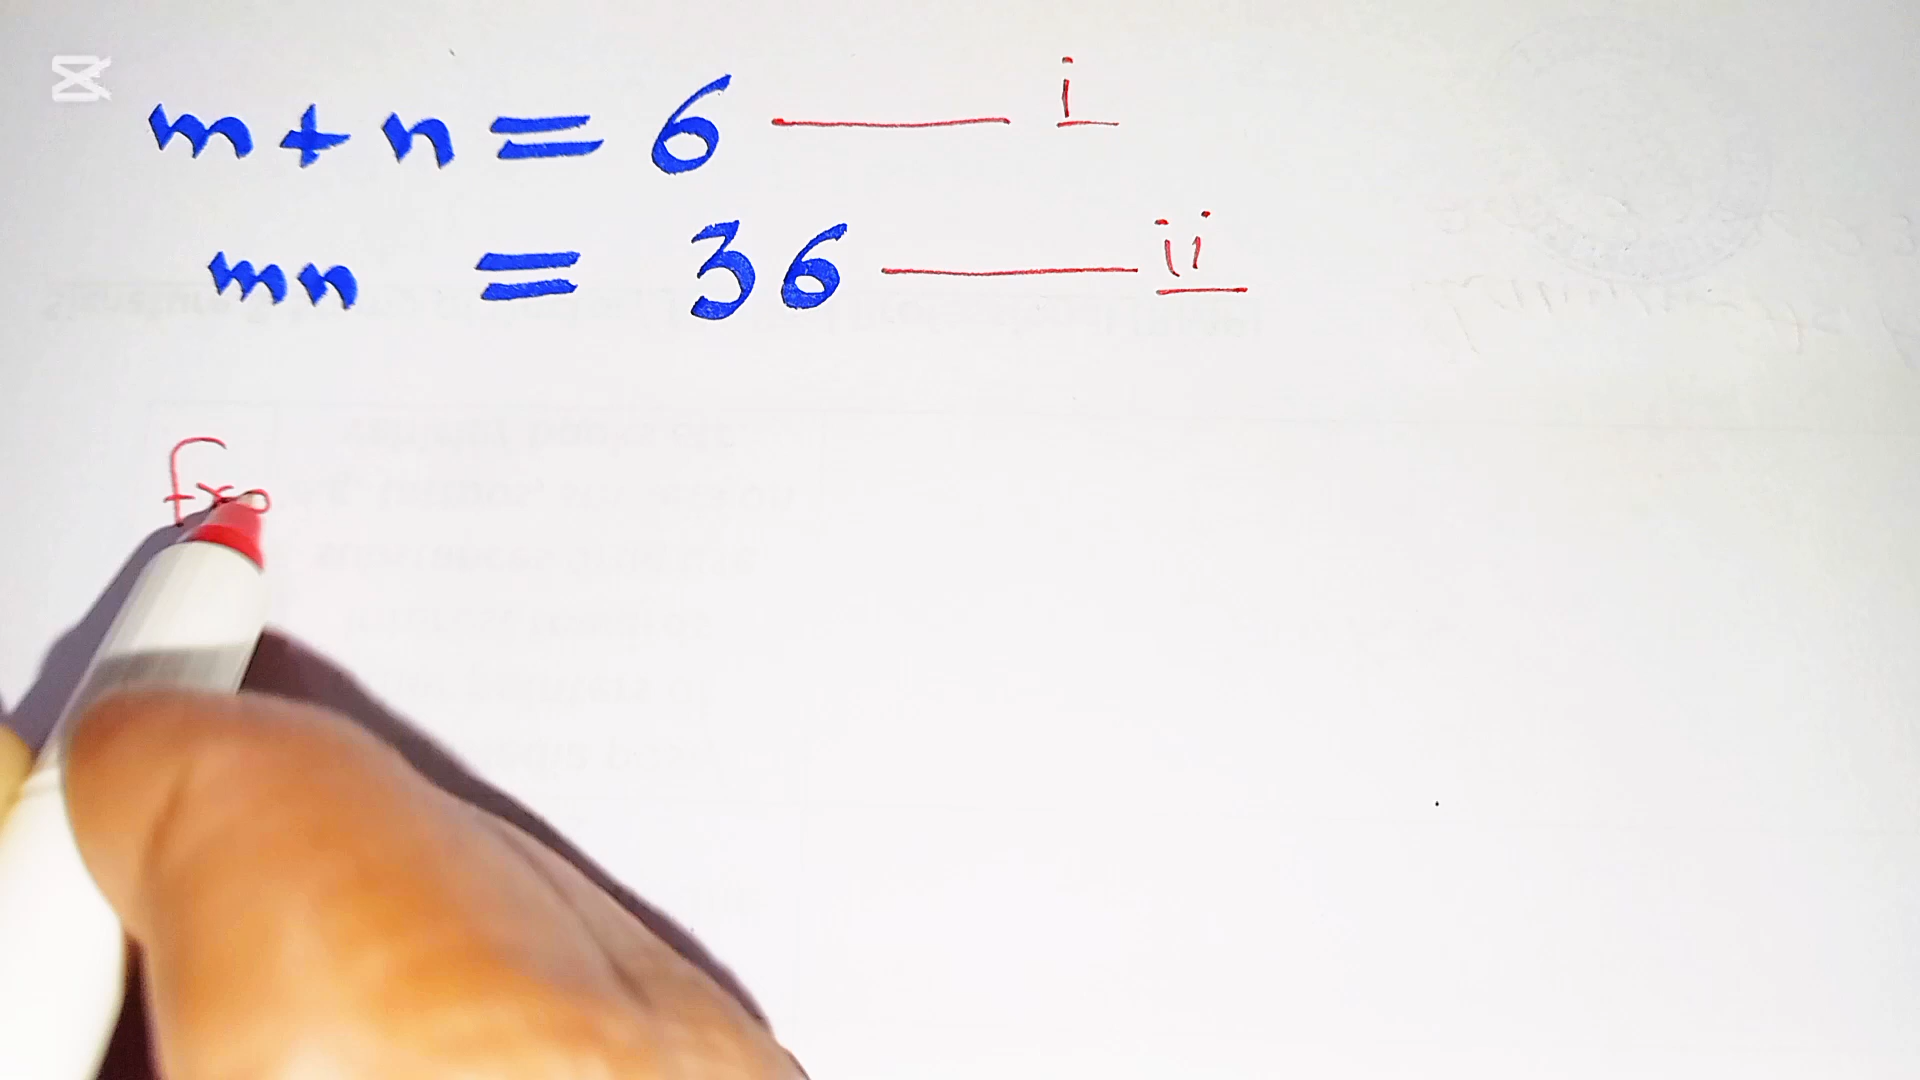 m + n = 6 —— i
mn = 36 —— ii
fro